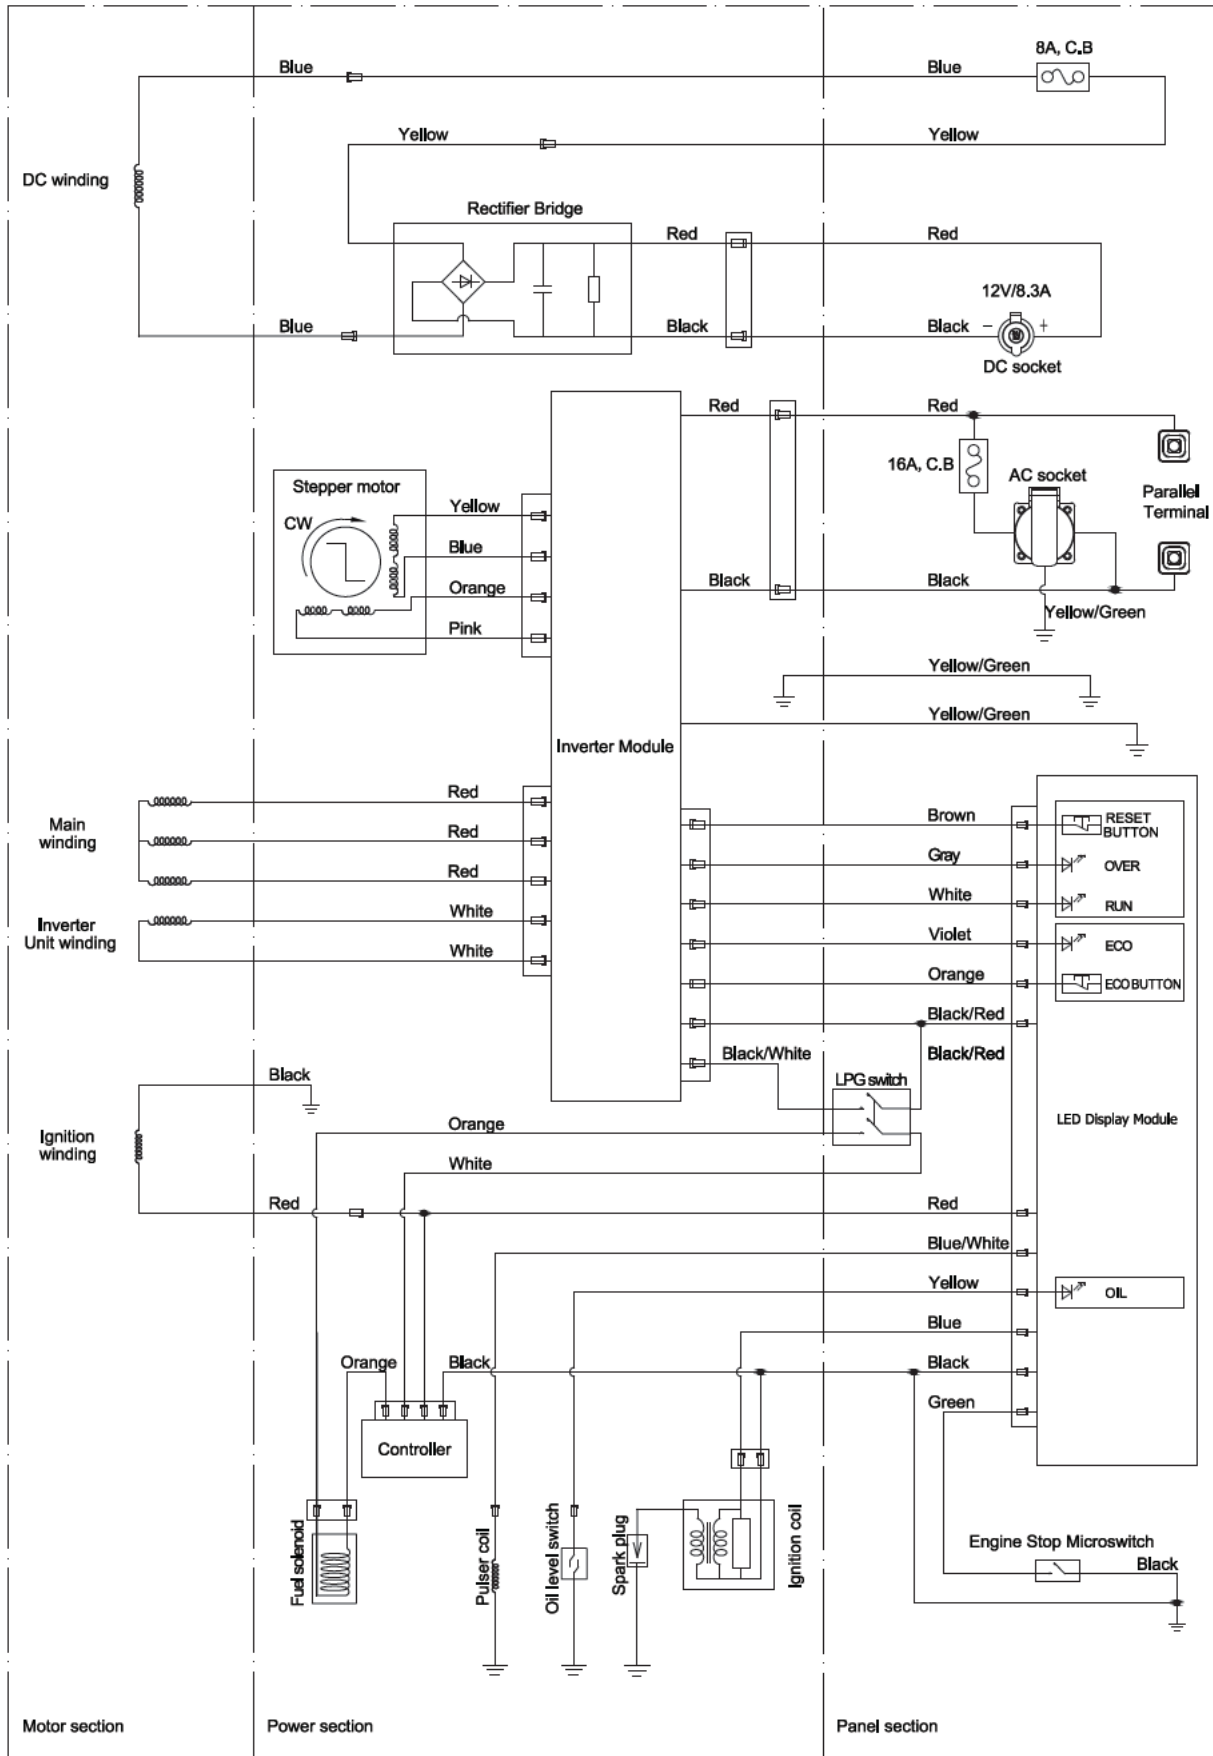 8A, C.B
Blue
Blue
Yellow
Yellow
DC winding
Rectifier Bridge
Red
Red
12V/8.3A
Blue
Black
Black
−
+
DC socket
Red
Red
16A, C.B
AC socket
Parallel
Terminal
Stepper motor
CW
Yellow
Blue
Orange
Pink
Black
Black
Yellow/Green
Yellow/Green
Yellow/Green
Inverter Module
Main
winding
Red
Red
Red
Inverter
Unit winding
White
White
Brown
RESET
BUTTON
Gray
OVER
White
RUN
Violet
ECO
Orange
ECO BUTTON
Black/Red
Black/White
Black/Red
LPG switch
LED Display Module
Black
Ignition
winding
Orange
White
Red
Red
Blue/White
Yellow
OIL
Blue
Orange
Black
Black
Green
Controller
Fuel solenoid
Pulser coil
Oil level switch
Spark plug
Ignition coil
Engine Stop Microswitch
Black
Motor section
Power section
Panel section